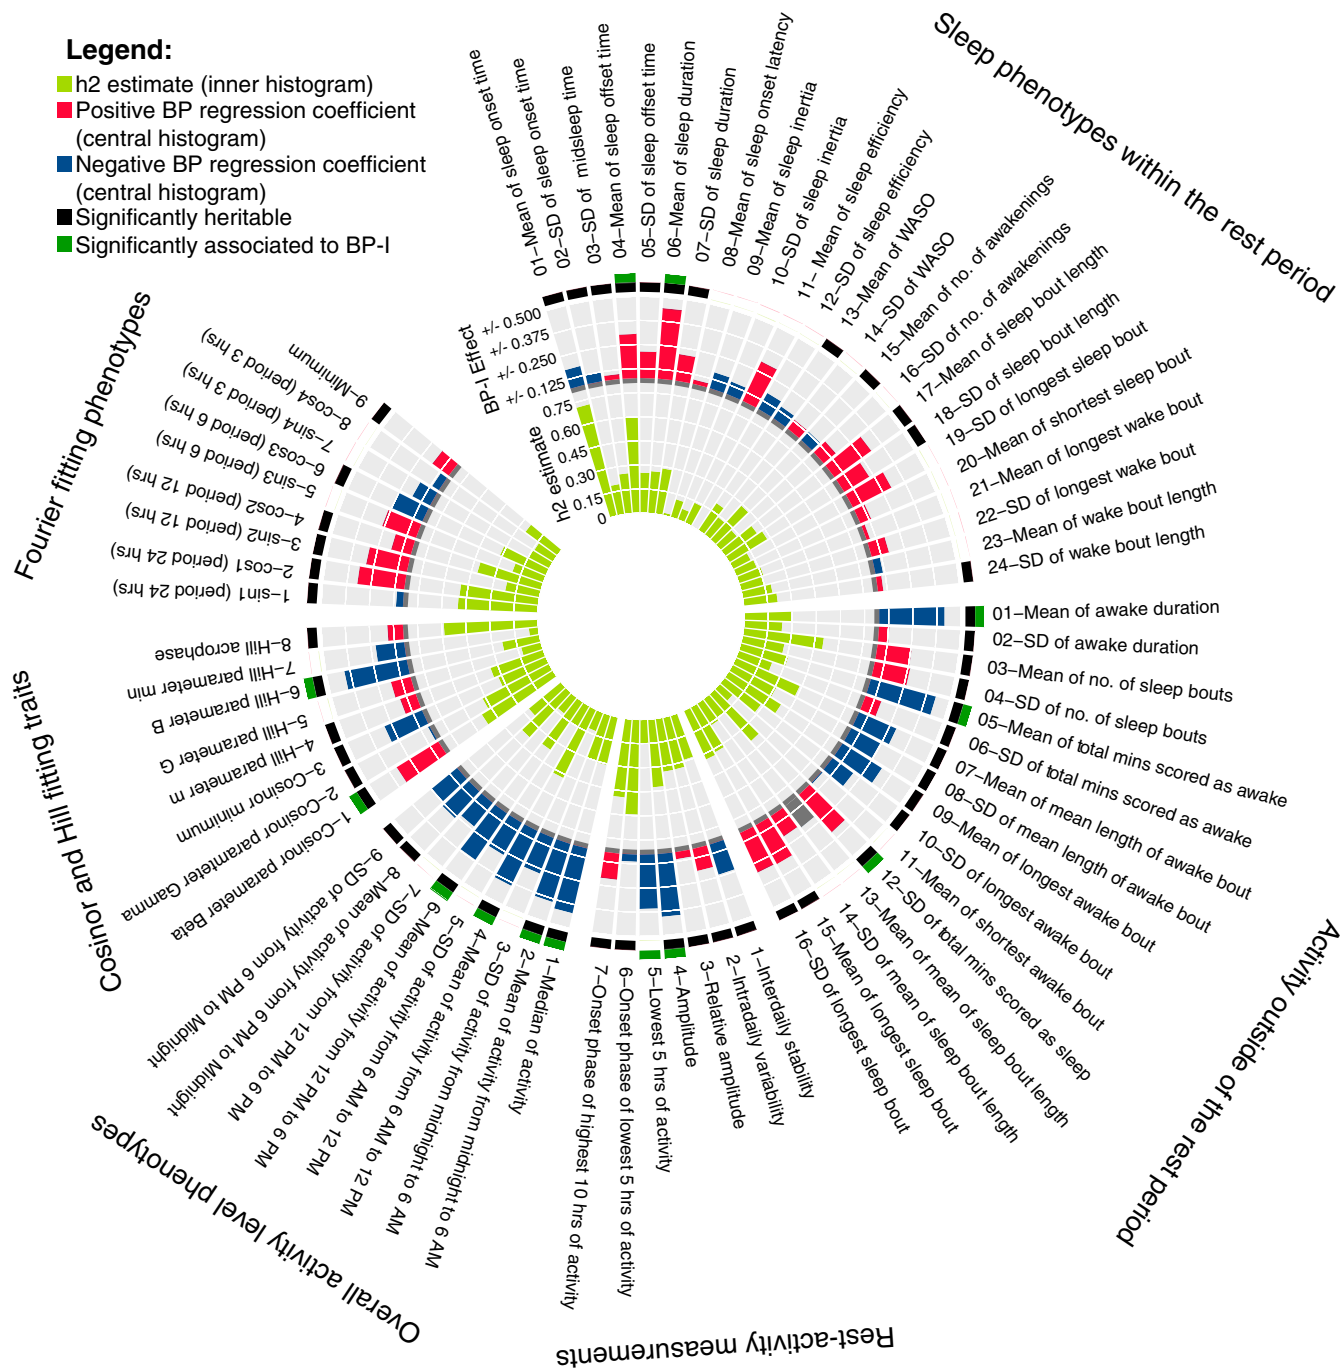 Legend:
h2 estimate (inner histogram)
Positive BP regression coefficient
(central histogram)
Negative BP regression coefficient
(central histogram)
Significantly heritable
Significantly associated to BP-I
Sleep phenotypes within the rest period
01–Mean of sleep onset time
02–SD of sleep onset time
03–SD of midsleep time
04–Mean of sleep offset time
05–SD of sleep offset time
06–Mean of sleep duration
07–SD of sleep duration
08–Mean of sleep onset latency
09–Mean of sleep inertia
10–SD of sleep inertia
11– Mean of sleep efficiency
12–SD of sleep efficiency
13–Mean of WASO
14–SD of WASO
15–Mean of no. of awakenings
16–SD of no. of awakenings
17–Mean of sleep bout length
18–SD of sleep bout length
19–SD of longest sleep bout
20–Mean of shortest sleep bout
21–Mean of longest wake bout
22–SD of longest wake bout
23–Mean of wake bout length
24–SD of wake bout length
BP-I Effect
+/- 0.500
+/- 0.375
+/- 0.250
+/- 0.125
h2 estimate
0.75
0.60
0.45
0.30
0.15
0
Activity outside of the rest period
01–Mean of awake duration
02–SD of awake duration
03–Mean of no. of sleep bouts
04–SD of no. of sleep bouts
05–Mean of total mins scored as awake
06–SD of total mins scored as awake
07–Mean of mean length of awake bout
08–SD of mean length of awake bout
09–Mean of longest awake bout
10–SD of longest awake bout
11–Mean of shortest awake bout
12–SD of total mins scored as sleep
13–Mean of mean of sleep bout length
14–SD of mean of sleep bout length
15–Mean of longest sleep bout
16–SD of longest sleep bout
Rest-activity measurements
1–Interdaily stability
2–Intradaily variability
3–Relative amplitude
4–Amplitude
5–Lowest 5 hrs of activity
6–Onset phase of lowest 5 hrs of activity
7–Onset phase of highest 10 hrs of activity
Overall activity level phenotypes
1–Median of activity
2–Mean of activity from midnight to 6 AM
3–SD of activity from midnight to 6 AM
4–Mean of activity from 6 AM to 12 PM
5–SD of activity from 6 AM to 12 PM
6–Mean of activity from 12 PM to 6 PM
7–SD of activity from 12 PM to 6 PM
8–Mean of activity from 6 PM to Midnight
9–SD of activity from 6 PM to Midnight
Cosinor and Hill fitting traits
1–Cosinor parameter Beta
2–Cosinor parameter Gamma
3–Cosinor minimum
4–Hill parameter m
5–Hill parameter G
6–Hill parameter B
7–Hill parameter min
8–Hill acrophase
Fourier fitting phenotypes
1–sin1 (period 24 hrs)
2–cos1 (period 24 hrs)
3–sin2 (period 12 hrs)
4–cos2 (period 12 hrs)
5–sin3 (period 6 hrs)
6–cos3 (period 6 hrs)
7–sin4 (period 3 hrs)
8–cos4 (period 3 hrs)
9–Minimum